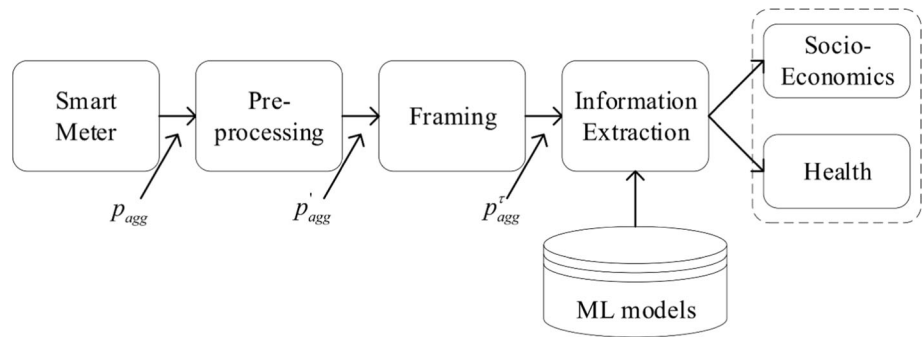 Smart
Meter
Pre-
processing
Framing
Information
Extraction
Socio-
Economics
Health
p_agg
p'_agg
p^τ_agg
ML models